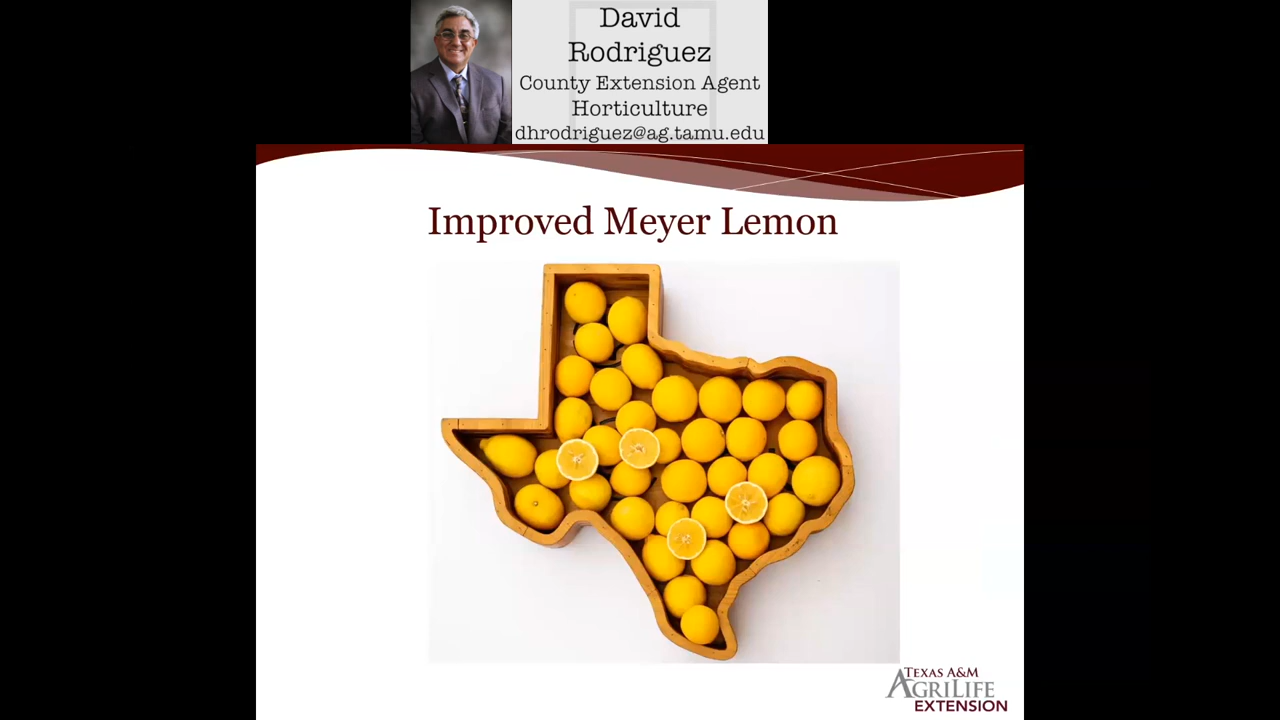 David
Rodriguez
County Extension Agent
Horticulture
dhrodriguez@ag.tamu.edu
Improved Meyer Lemon
TEXAS A&M
AGRILIFE
EXTENSION